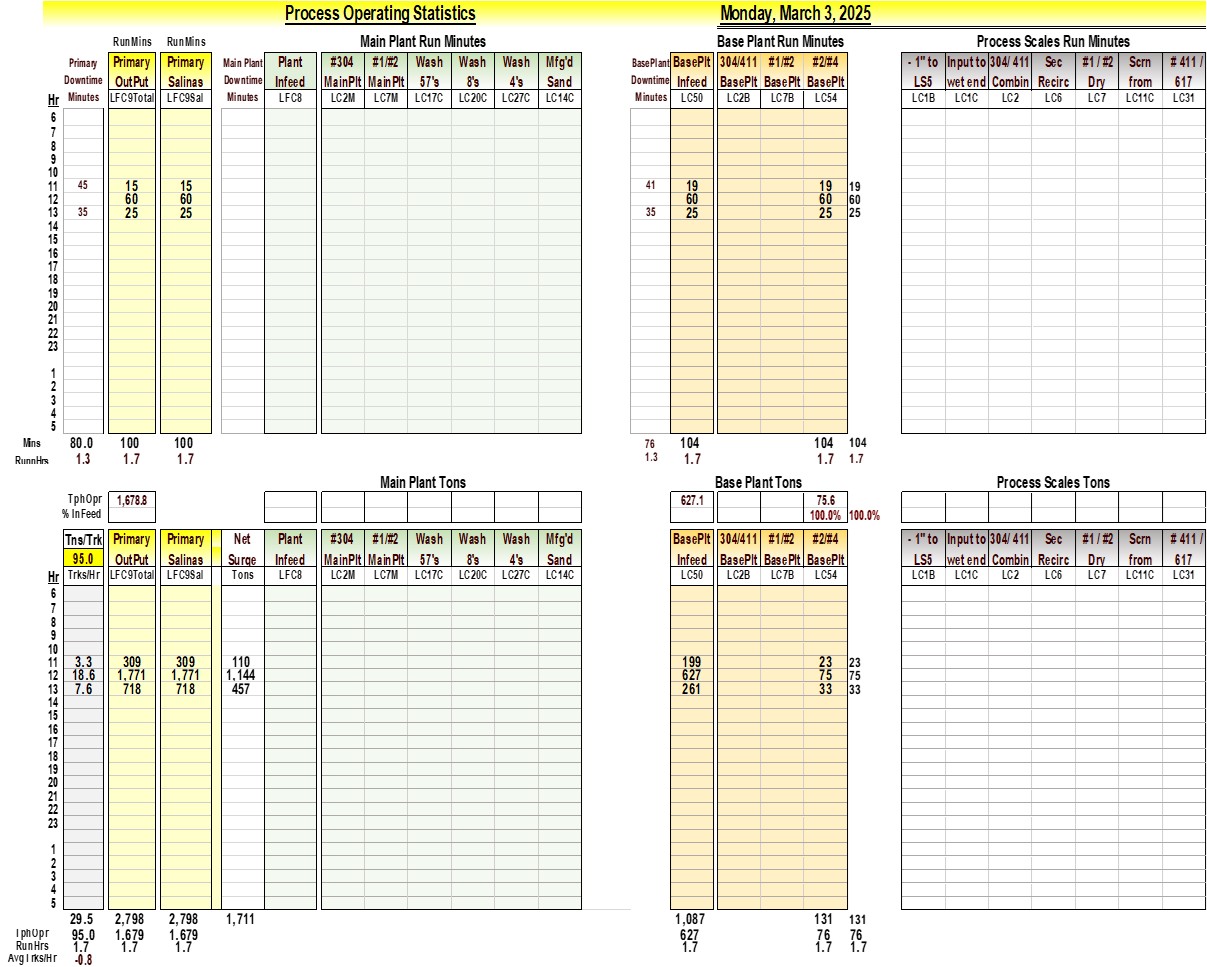 Process Operating Statistics Monday, March 3, 2025
RunMins RunMins Main Plant Run Minutes Base Plant Run Minutes Process Scales Run Minutes
Primary Primary Primary Main Plant Plant #304 #1/#2 Wash Wash Wash Mfg'd BasePlant BasePlt 304/411 #1/#2 #2/#4 - 1" to Input to 304/ 411 Sec #1 / #2 Scrn # 411 /
Downtime OutPut Salinas Downtime Infeed MainPlt MainPlt 57's 8's 4's Sand Downtime Infeed BasePlt BasePlt BasePlt LS5 wet end Combin Recirc Dry from 617
Hr Minutes LFC9Total LFC9Sal Minutes LFC8 LC2M LC7M LC17C LC20C LC27C LC14C Minutes LC50 LC2B LC7B LC54 LC1B LC1C LC2 LC6 LC7 LC11C LC31
6
7
8
9
10
11 45 15 15 41 19 19 19
12 60 60 60 60 60
13 35 25 25 35 25 25 25
14
15
16
17
18
19
20
21
22
23
1
2
3
4
5
Mins 80.0 100 100 76 104 104 104
RunnHrs 1.3 1.7 1.7 1.3 1.7 1.7 1.7
Main Plant Tons Base Plant Tons Process Scales Tons
TphOpr 1,678.8 627.1 75.6
% InFeed 100.0% 100.0%
Tns/Trk Primary Primary Net Plant #304 #1/#2 Wash Wash Wash Mfg'd BasePlt 304/411 #1/#2 #2/#4 - 1" to Input to 304/ 411 Sec #1 / #2 Scrn # 411 /
95.0 OutPut Salinas Surge Infeed MainPlt MainPlt 57's 8's 4's Sand Infeed BasePlt BasePlt BasePlt LS5 wet end Combin Recirc Dry from 617
Hr Trks/Hr LFC9Total LFC9Sal Tons LFC8 LC2M LC7M LC17C LC20C LC27C LC14C LC50 LC2B LC7B LC54 LC1B LC1C LC2 LC6 LC7 LC11C LC31
6
7
8
9
10
11 3.3 309 309 110 199 23 23
12 18.6 1,771 1,771 1,144 627 75 75
13 7.6 718 718 457 261 33 33
14
15
16
17
18
19
20
21
22
23
1
2
3
4
5
29.5 2,798 2,798 1,711 1,087 131 131
TphOpr 95.0 1,679 1,679 627 76 76
RunHrs 1.7 1.7 1.7 1.7 1.7 1.7
AvgTrks/Hr -0.8